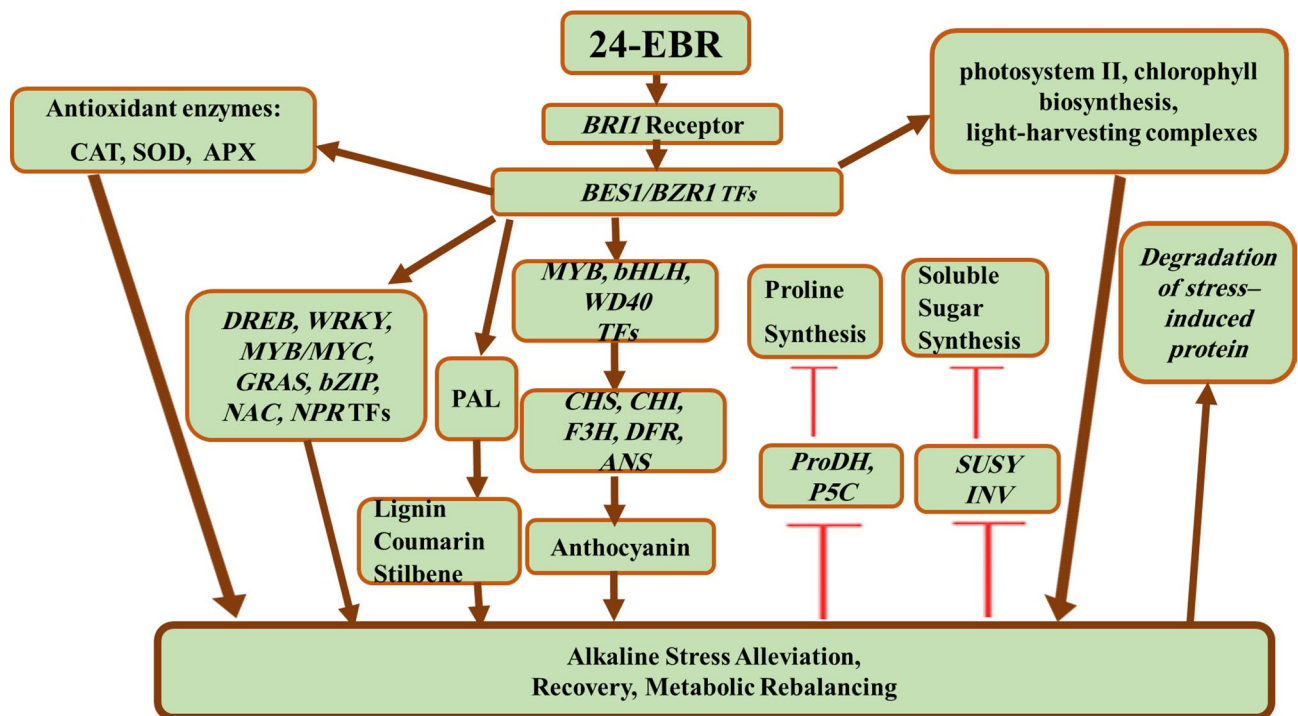 24-EBR
BRI1 Receptor
BES1/BZR1 TFs
Antioxidant enzymes:
CAT, SOD, APX
photosystem II, chlorophyll
biosynthesis,
light-harvesting complexes
DREB, WRKY,
MYB/MYC,
GRAS, bZIP,
NAC, NPR TFs
PAL
Lignin
Coumarin
Stilbene
MYB, bHLH,
WD40
TFs
CHS, CHI,
F3H, DFR,
ANS
Anthocyanin
Proline
Synthesis
ProDH,
P5C
Soluble
Sugar
Synthesis
SUSY
INV
Degradation
of stress–
induced
protein
Alkaline Stress Alleviation,
Recovery, Metabolic Rebalancing